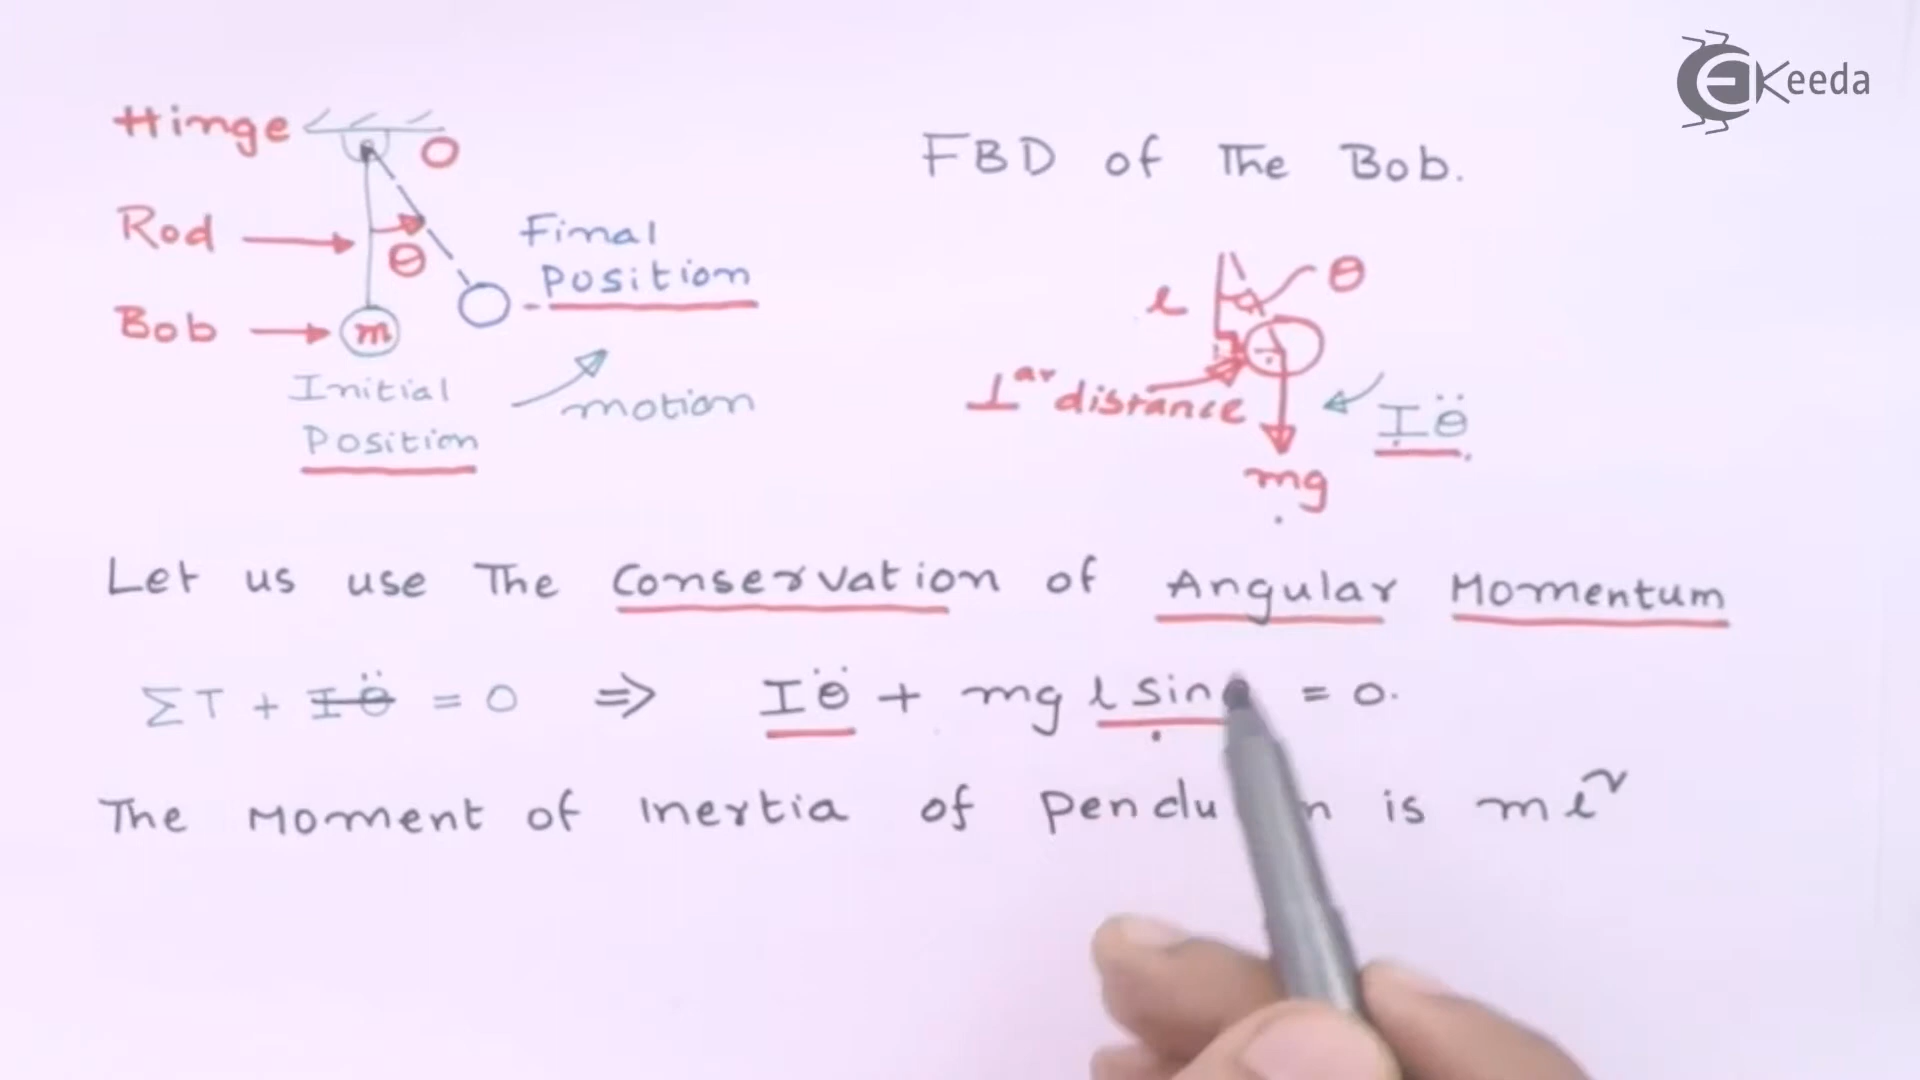 EKeeda
Hinge
O
Rod
θ
Bob
m
Final
Position
Initial
Position
motion
FBD of The Bob.
θ
l
⊥ar distance
Iθ̈
mg
Let us use The Conservation of Angular Momentum
ΣT + Iθ̈ = 0 => Iθ̈ + mg l sin = 0.
The Moment of Inertia of is ml²